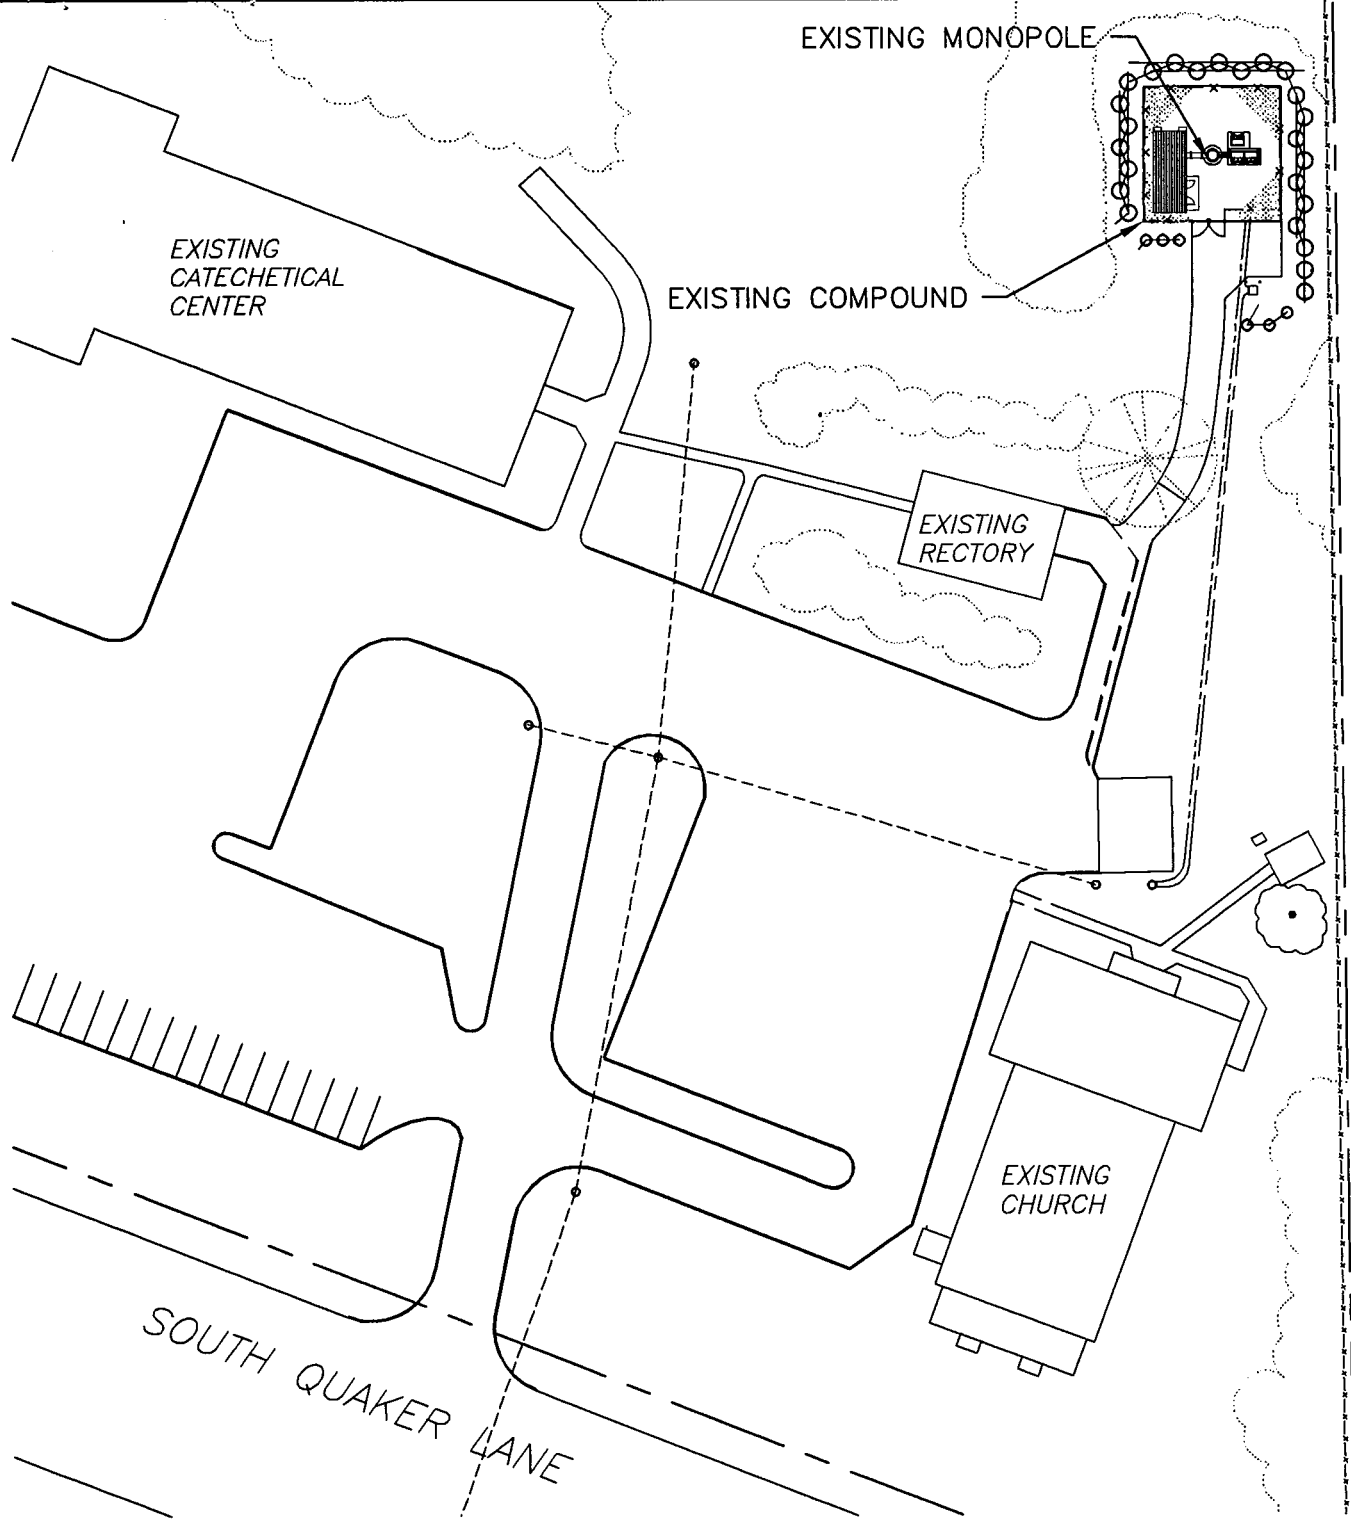 EXISTING MONOPOLE
EXISTING
CATECHETICAL
CENTER
EXISTING COMPOUND
EXISTING
RECTORY
EXISTING
CHURCH
SOUTH QUAKER LANE